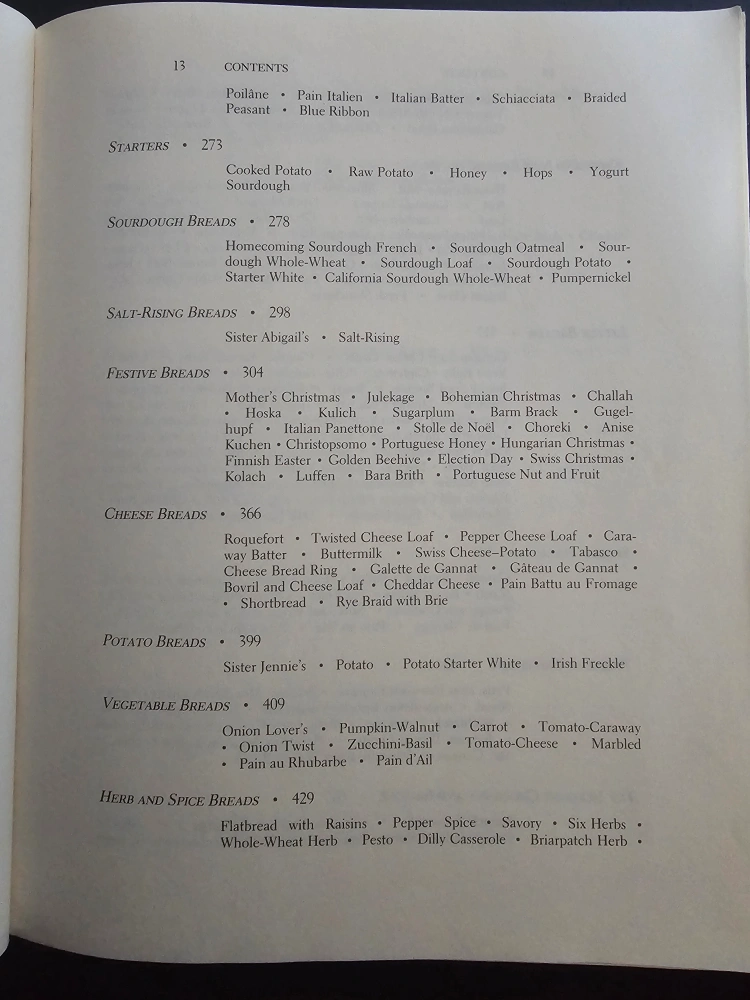 13 CONTENTS
Poilâne • Pain Italien • Italian Batter • Schiacciata • Braided
Peasant • Blue Ribbon
STARTERS • 273
Cooked Potato • Raw Potato • Honey • Hops • Yogurt
Sourdough
SOURDOUGH BREADS • 278
Homecoming Sourdough French • Sourdough Oatmeal • Sour-
dough Whole-Wheat • Sourdough Loaf • Sourdough Potato •
Starter White • California Sourdough Whole-Wheat • Pumpernickel
SALT-RISING BREADS • 298
Sister Abigail's • Salt-Rising
FESTIVE BREADS • 304
Mother's Christmas • Julekage • Bohemian Christmas • Challah
• Hoska • Kulich • Sugarplum • Barm Brack • Gugel-
hupf • Italian Panettone • Stolle de Noël • Choreki • Anise
Kuchen • Christopsomo • Portuguese Honey • Hungarian Christmas •
Finnish Easter • Golden Beehive • Election Day • Swiss Christmas •
Kolach • Luffen • Bara Brith • Portuguese Nut and Fruit
CHEESE BREADS • 366
Roquefort • Twisted Cheese Loaf • Pepper Cheese Loaf • Cara-
way Batter • Buttermilk • Swiss Cheese–Potato • Tabasco •
Cheese Bread Ring • Galette de Gannat • Gâteau de Gannat •
Bovril and Cheese Loaf • Cheddar Cheese • Pain Battu au Fromage
• Shortbread • Rye Braid with Brie
POTATO BREADS • 399
Sister Jennie's • Potato • Potato Starter White • Irish Freckle
VEGETABLE BREADS • 409
Onion Lover's • Pumpkin-Walnut • Carrot • Tomato-Caraway
• Onion Twist • Zucchini-Basil • Tomato-Cheese • Marbled
• Pain au Rhubarbe • Pain d'Ail
HERB AND SPICE BREADS • 429
Flatbread with Raisins • Pepper Spice • Savory • Six Herbs •
Whole-Wheat Herb • Pesto • Dilly Casserole • Briarpatch Herb •